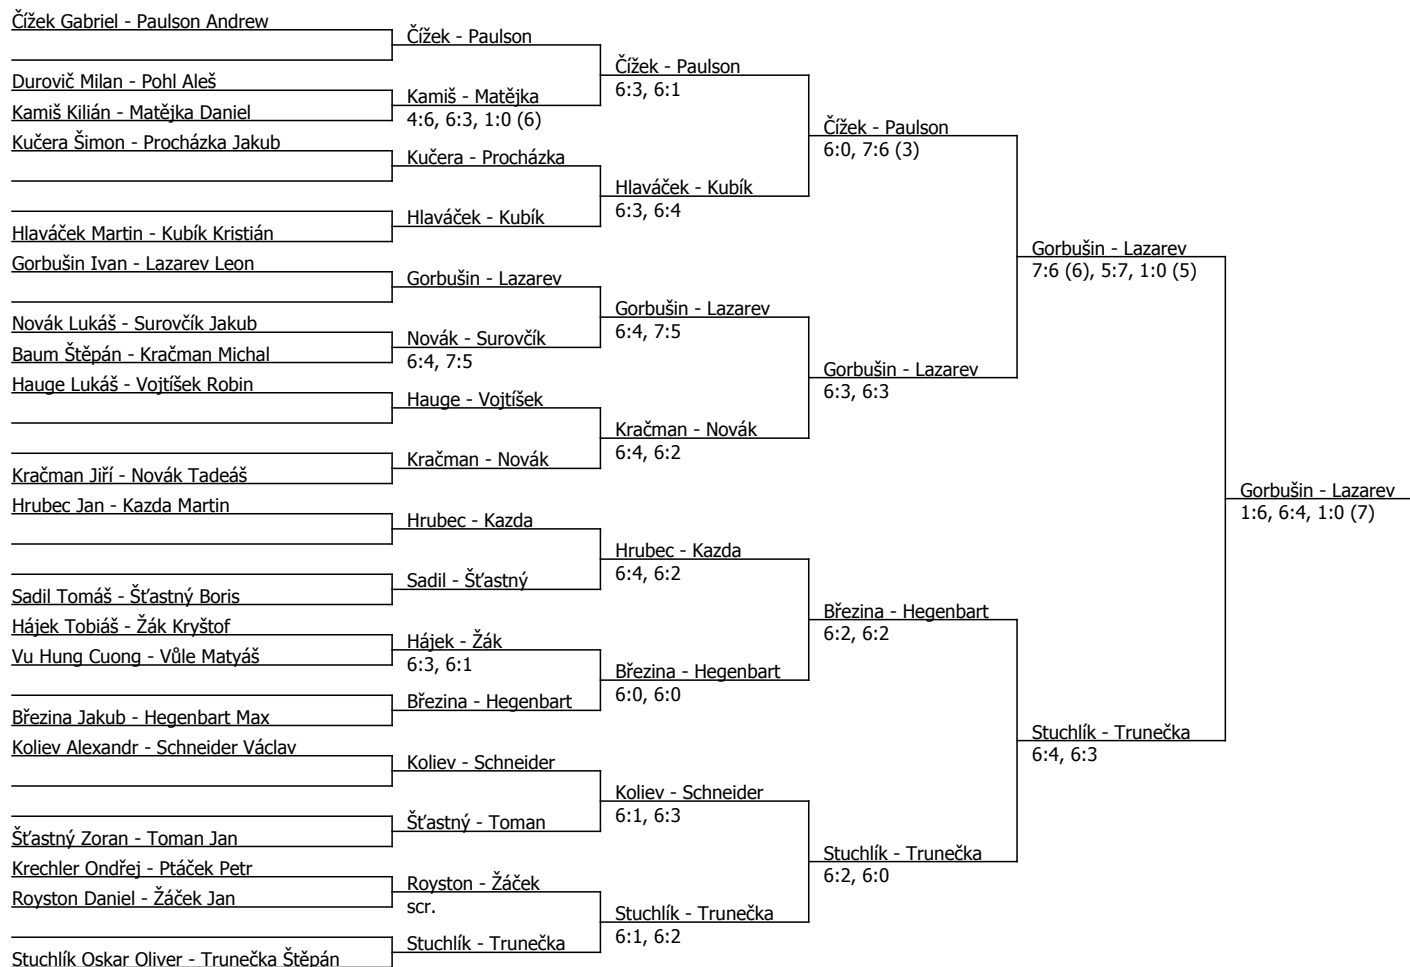 Čížek Gabriel - Paulson Andrew
Durovič Milan - Pohl Aleš
Kamiš Kilián - Matějka Daniel
Kučera Šimon - Procházka Jakub
Hlaváček Martin - Kubík Kristián
Gorbušin Ivan - Lazarev Leon
Novák Lukáš - Surovčík Jakub
Baum Štěpán - Kračman Michal
Hauge Lukáš - Vojtíšek Robin
Kračman Jiří - Novák Tadeáš
Hrubec Jan - Kazda Martin
Sadil Tomáš - Šťastný Boris
Hájek Tobiáš - Žák Kryštof
Vu Hung Cuong - Vůle Matyáš
Březina Jakub - Hegenbart Max
Koliev Alexandr - Schneider Václav
Šťastný Zoran - Toman Jan
Krechler Ondřej - Ptáček Petr
Royston Daniel - Žáček Jan
Stuchlík Oskar Oliver - Trunečka Štěpán
Čížek - Paulson
Kamiš - Matějka
4:6, 6:3, 1:0 (6)
Kučera - Procházka
Hlaváček - Kubík
Gorbušin - Lazarev
Novák - Surovčík
6:4, 7:5
Hauge - Vojtíšek
Kračman - Novák
Hrubec - Kazda
Sadil - Šťastný
Hájek - Žák
6:3, 6:1
Březina - Hegenbart
Koliev - Schneider
Šťastný - Toman
Royston - Žáček
scr.
Stuchlík - Trunečka
Čížek - Paulson
6:3, 6:1
Hlaváček - Kubík
6:3, 6:4
Gorbušin - Lazarev
6:4, 7:5
Kračman - Novák
6:4, 6:2
Hrubec - Kazda
6:4, 6:2
Březina - Hegenbart
6:0, 6:0
Koliev - Schneider
6:1, 6:3
Stuchlík - Trunečka
6:1, 6:2
Čížek - Paulson
6:0, 7:6 (3)
Gorbušin - Lazarev
6:3, 6:3
Březina - Hegenbart
6:2, 6:2
Stuchlík - Trunečka
6:2, 6:0
Gorbušin - Lazarev
7:6 (6), 5:7, 1:0 (5)
Stuchlík - Trunečka
6:4, 6:3
Gorbušin - Lazarev
1:6, 6:4, 1:0 (7)